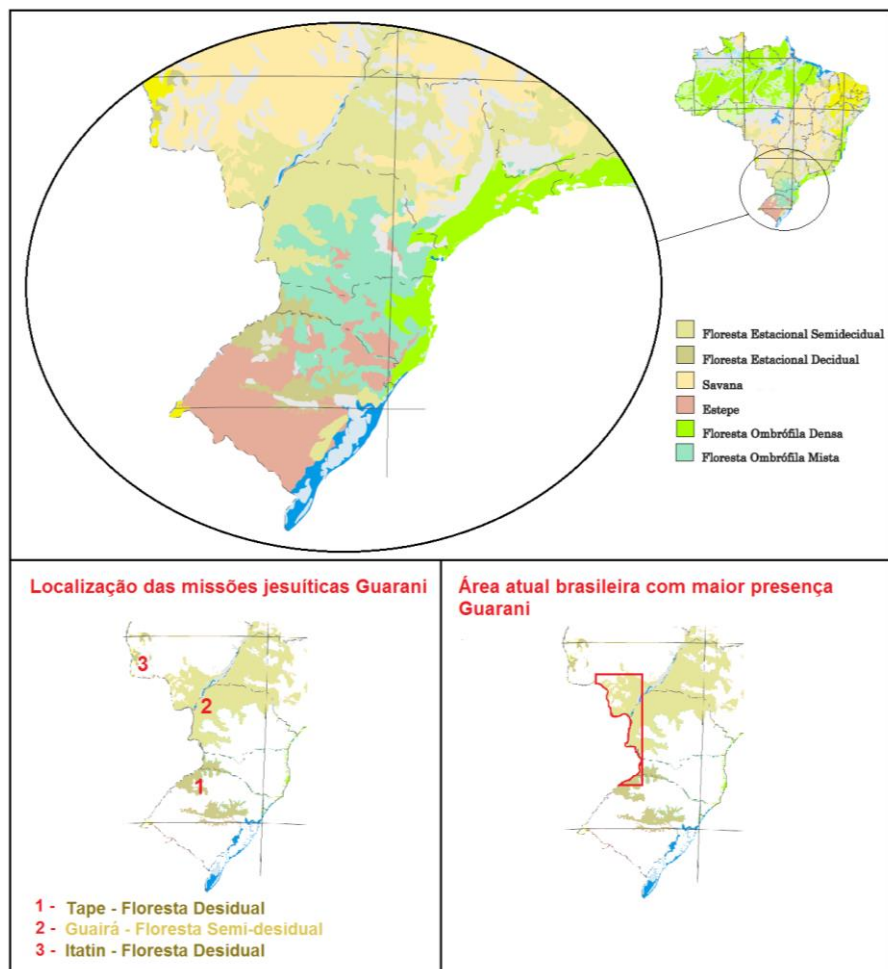 Floresta Estacional Semidecidual
Floresta Estacional Decidual
Savana
Estepe
Floresta Ombrófila Densa
Floresta Ombrófila Mista
Localização das missões jesuíticas Guarani
3
2
1
1 - Tape - Floresta Desidual
2 - Guairá - Floresta Semi-desidual
3 - Itatin - Floresta Desidual
Área atual brasileira com maior presença
Guarani